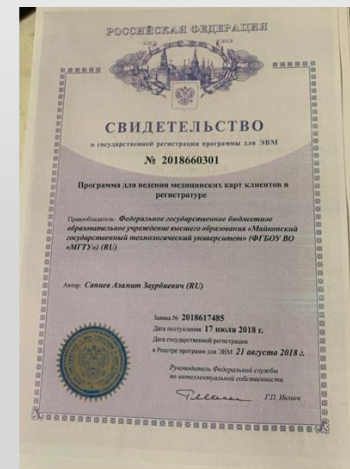 РОССИЙСКАЯ ФЕДЕРАЦИЯ
СВИДЕТЕЛЬСТВО
о государственной регистрации программы для ЭВМ
№ 2018660301
Программа для ведения медицинских карт клиентов в
регистратуре
Правообладатель: Федеральное государственное бюджетное
образовательное учреждение высшего образования «Майкопский
государственный технологический университет» (ФГБОУ ВО
«МГТУ») (RU)
Автор: Сапиев Азамат Заурбиевич (RU)
Заявка № 2018617485
Дата поступления 17 июля 2018 г.
Дата государственной регистрации
в Реестре программ для ЭВМ 21 августа 2018 г.
Руководитель Федеральной службы
по интеллектуальной собственности
Г.П. Ивлиев